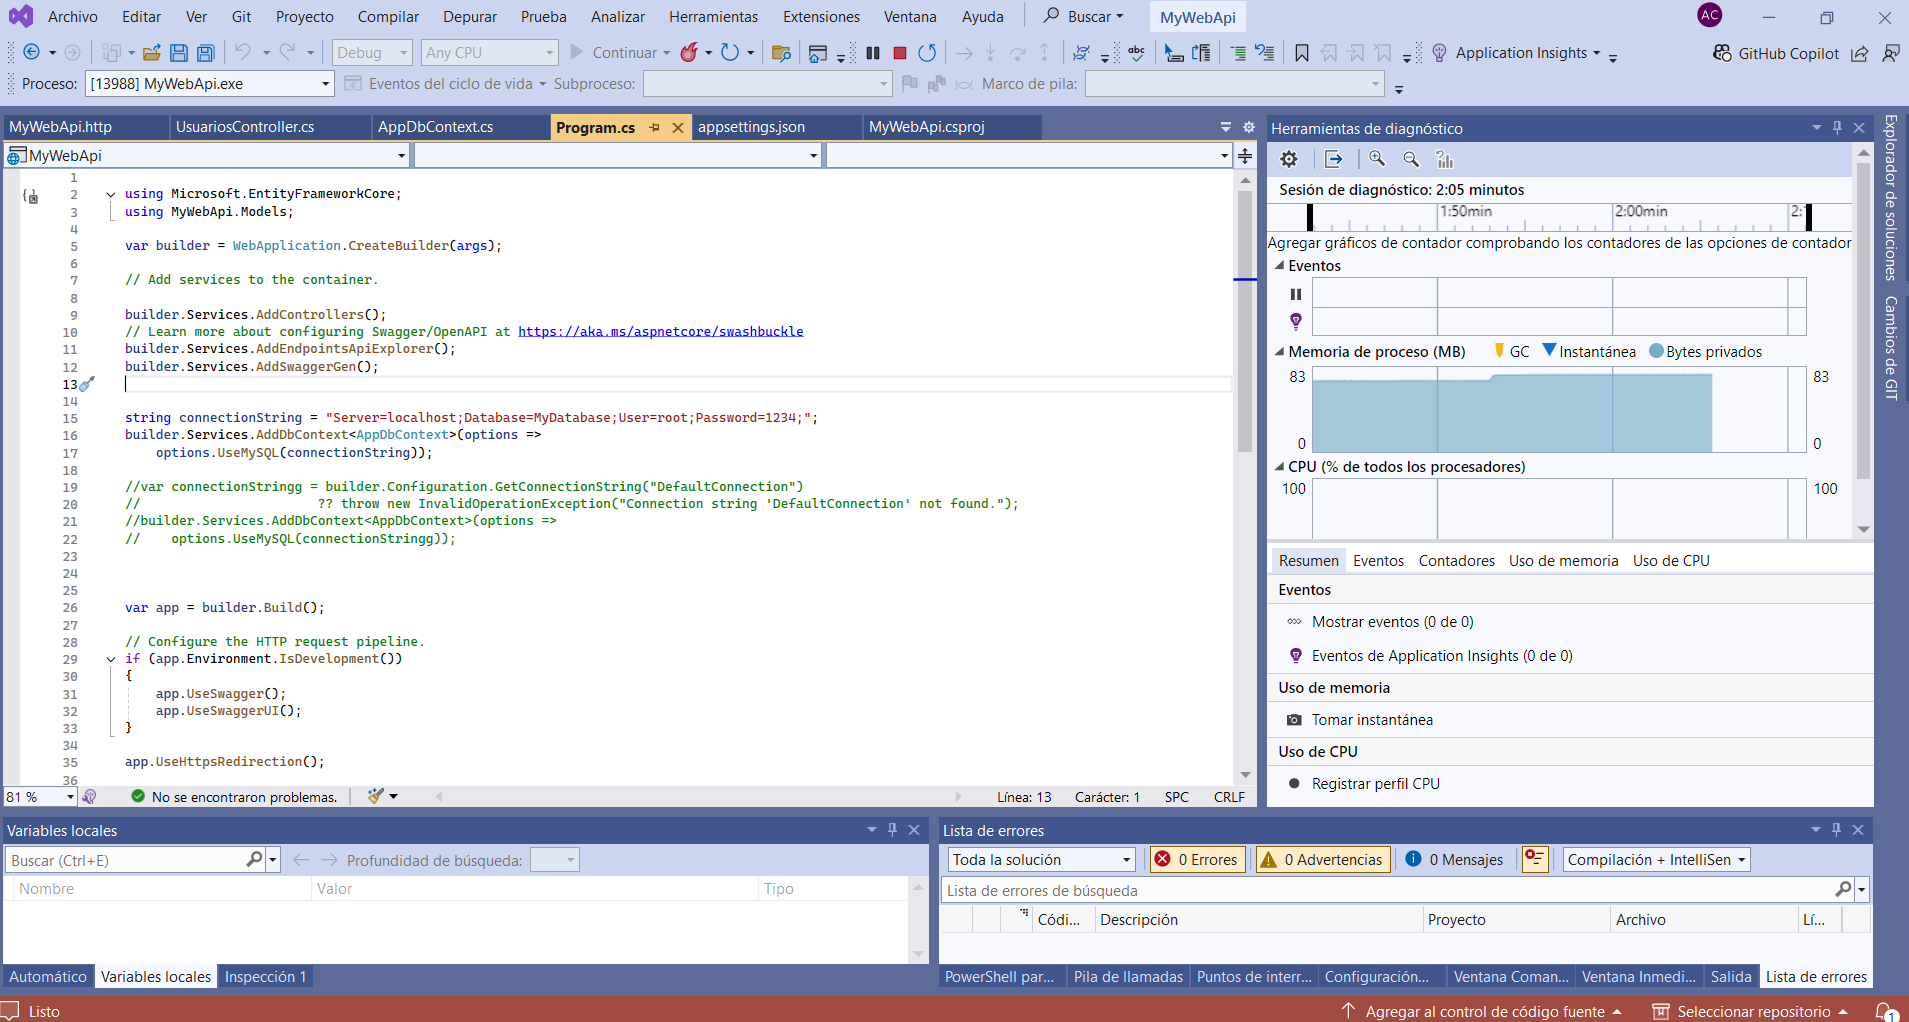 Archivo Editar Ver Git Proyecto Compilar Depurar Prueba Analizar Herramientas Extensiones Ventana Ayuda Buscar MyWebApi AC
Debug Any CPU Continuar abc Application Insights GitHub Copilot
Proceso: [13988] MyWebApi.exe Eventos del ciclo de vida Subproceso: Marco de pila:
MyWebApi.http UsuariosController.cs AppDbContext.cs Program.cs appsettings.json MyWebApi.csproj
MyWebApi
1
2 using Microsoft.EntityFrameworkCore;
3 using MyWebApi.Models;
4
5 var builder = WebApplication.CreateBuilder(args);
6
7 // Add services to the container.
8
9 builder.Services.AddControllers();
10 // Learn more about configuring Swagger/OpenAPI at https://aka.ms/aspnetcore/swashbuckle
11 builder.Services.AddEndpointsApiExplorer();
12 builder.Services.AddSwaggerGen();
13
14
15 string connectionString = "Server=localhost;Database=MyDatabase;User=root;Password=1234;";
16 builder.Services.AddDbContext<AppDbContext>(options =>
17 options.UseMySQL(connectionString));
18
19 //var connectionStringg = builder.Configuration.GetConnectionString("DefaultConnection")
20 // ?? throw new InvalidOperationException("Connection string 'DefaultConnection' not found.");
21 //builder.Services.AddDbContext<AppDbContext>(options =>
22 // options.UseMySQL(connectionStringg));
23
24
25
26 var app = builder.Build();
27
28 // Configure the HTTP request pipeline.
29 if (app.Environment.IsDevelopment())
30 {
31 app.UseSwagger();
32 app.UseSwaggerUI();
33 }
34
35 app.UseHttpsRedirection();
36
81 % No se encontraron problemas. Línea: 13 Carácter: 1 SPC CRLF
Herramientas de diagnóstico
Sesión de diagnóstico: 2:05 minutos
1:50min 2:00min 2:1
Agregar gráficos de contador comprobando los contadores de las opciones de contador
Eventos
Memoria de proceso (MB) GC Instantánea Bytes privados
83 83
0 0
CPU (% de todos los procesadores)
100 100
Resumen Eventos Contadores Uso de memoria Uso de CPU
Eventos
Mostrar eventos (0 de 0)
Eventos de Application Insights (0 de 0)
Uso de memoria
Tomar instantánea
Uso de CPU
Registrar perfil CPU
Explorador de soluciones
Cambios de GIT
Variables locales
Buscar (Ctrl+E) Profundidad de búsqueda:
Nombre Valor Tipo
Automático Variables locales Inspección 1
Lista de errores
Toda la solución 0 Errores 0 Advertencias 0 Mensajes Compilación + IntelliSen
Lista de errores de búsqueda
Códi... Descripción Proyecto Archivo Lí...
PowerShell par... Pila de llamadas Puntos de interr... Configuración... Ventana Coman... Ventana Inmedi... Salida Lista de errores
Listo Agregar al control de código fuente Seleccionar repositorio 1